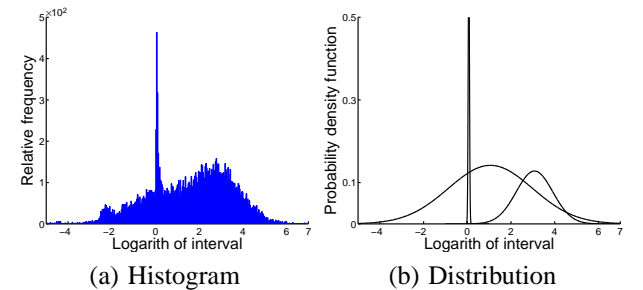 5×10²
4
3
2
1
0
Relative frequency
−4 −2 0 2 4 6 7
Logarith of interval
(a) Histogram
0.5
0.3
0.1
0
Probability density function
−4 −2 0 2 4 6 7
Logarith of interval
(b) Distribution